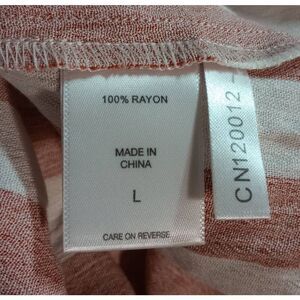 100% RAYON
MADE IN
CHINA
L
CARE ON REVERSE
CN120012